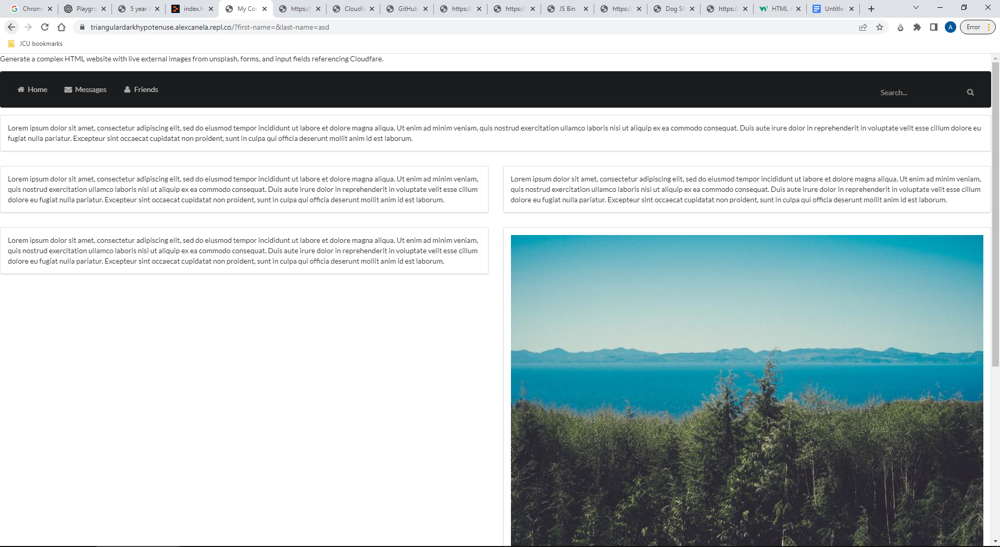 Chrom
Playgro
5 year
index.h
My Cor
https:/
Cloudfa
GitHub
https:/
https:/
JS Bin
https:/
Dog Sh
https:/
HTML s
Untitle
triangulardarkhypotenuse.alexcanela.repl.co/?first-name=&last-name=asd
A
Error
JCU bookmarks
Generate a complex HTML website with live external images from unsplash, forms, and input fields referencing Cloudfare.
Home Messages Friends Search...
Lorem ipsum dolor sit amet, consectetur adipiscing elit, sed do eiusmod tempor incididunt ut labore et dolore magna aliqua. Ut enim ad minim veniam, quis nostrud exercitation ullamco laboris nisi ut aliquip ex ea commodo consequat. Duis aute irure dolor in reprehenderit in voluptate velit esse cillum dolore eu
fugiat nulla pariatur. Excepteur sint occaecat cupidatat non proident, sunt in culpa qui officia deserunt mollit anim id est laborum.
Lorem ipsum dolor sit amet, consectetur adipiscing elit, sed do eiusmod tempor incididunt ut labore et dolore magna aliqua. Ut enim ad minim veniam,
quis nostrud exercitation ullamco laboris nisi ut aliquip ex ea commodo consequat. Duis aute irure dolor in reprehenderit in voluptate velit esse cillum
dolore eu fugiat nulla pariatur. Excepteur sint occaecat cupidatat non proident, sunt in culpa qui officia deserunt mollit anim id est laborum.
Lorem ipsum dolor sit amet, consectetur adipiscing elit, sed do eiusmod tempor incididunt ut labore et dolore magna aliqua. Ut enim ad minim veniam,
quis nostrud exercitation ullamco laboris nisi ut aliquip ex ea commodo consequat. Duis aute irure dolor in reprehenderit in voluptate velit esse cillum
dolore eu fugiat nulla pariatur. Excepteur sint occaecat cupidatat non proident, sunt in culpa qui officia deserunt mollit anim id est laborum.
Lorem ipsum dolor sit amet, consectetur adipiscing elit, sed do eiusmod tempor incididunt ut labore et dolore magna aliqua. Ut enim ad minim veniam,
quis nostrud exercitation ullamco laboris nisi ut aliquip ex ea commodo consequat. Duis aute irure dolor in reprehenderit in voluptate velit esse cillum
dolore eu fugiat nulla pariatur. Excepteur sint occaecat cupidatat non proident, sunt in culpa qui officia deserunt mollit anim id est laborum.